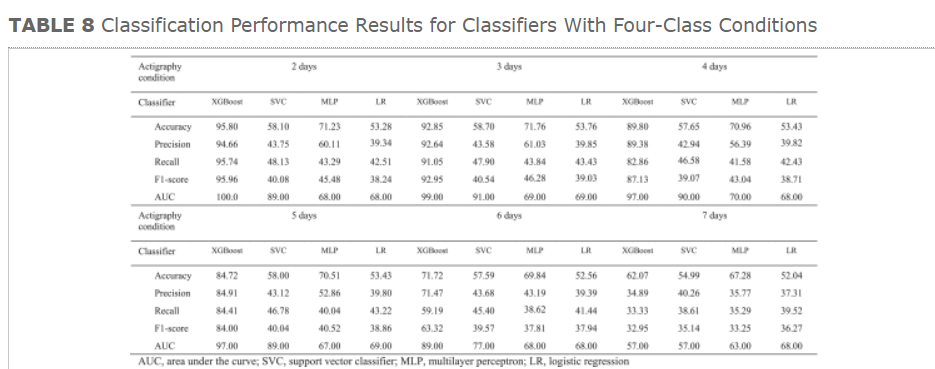 TABLE 8 Classification Performance Results for Classifiers With Four-Class Conditions
Actigraphy condition 2 days 3 days 4 days
Classifier XGBoost SVC MLP LR XGBoost SVC MLP LR XGBoost SVC MLP LR
Accuracy 95.80 58.10 71.23 53.28 92.85 58.70 71.76 53.76 89.80 57.65 70.96 53.43
Precision 94.66 43.75 60.11 39.34 92.64 43.58 61.03 39.85 89.38 42.94 56.39 39.82
Recall 95.74 48.13 43.29 42.51 91.05 47.90 43.84 43.43 82.86 46.58 41.58 42.43
F1-score 95.96 40.08 45.48 38.24 92.95 40.54 46.28 39.03 87.13 39.07 43.04 38.71
AUC 100.0 89.00 68.00 68.00 99.00 91.00 69.00 69.00 97.00 90.00 70.00 68.00
Actigraphy condition 5 days 6 days 7 days
Classifier XGBoost SVC MLP LR XGBoost SVC MLP LR XGBoost SVC MLP LR
Accuracy 84.72 58.00 70.51 53.43 71.72 57.59 69.84 52.56 62.07 54.99 67.28 52.04
Precision 84.91 43.12 52.86 39.80 71.47 43.68 43.19 39.39 34.89 40.26 35.77 37.31
Recall 84.41 46.78 40.04 43.22 59.19 45.40 38.62 41.44 33.33 38.61 35.29 39.52
F1-score 84.00 40.04 40.52 38.86 63.32 39.57 37.81 37.94 32.95 35.14 33.25 36.27
AUC 97.00 89.00 67.00 69.00 89.00 77.00 68.00 68.00 57.00 57.00 63.00 68.00
AUC, area under the curve; SVC, support vector classifier; MLP, multilayer perceptron; LR, logistic regression